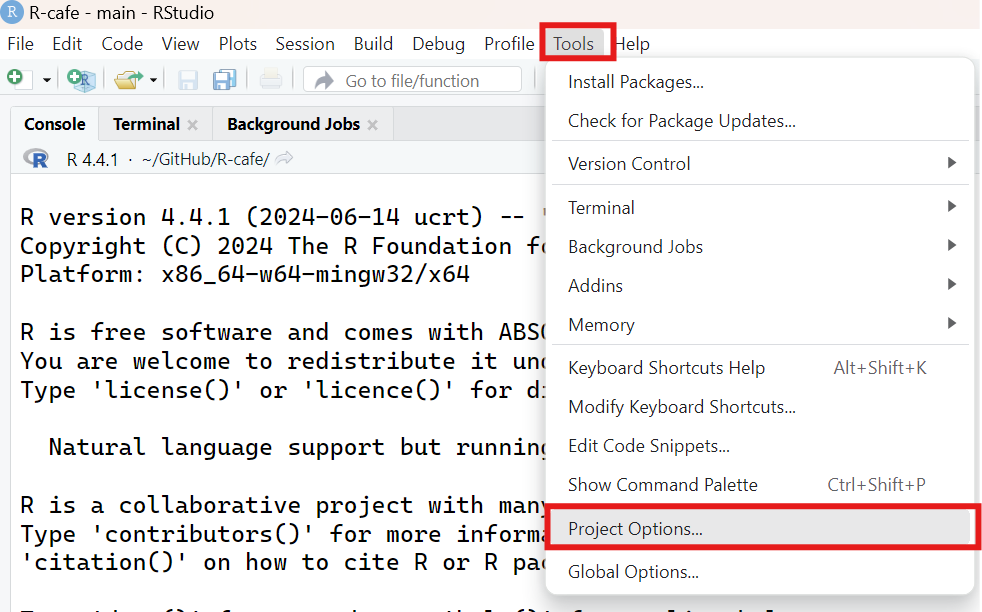 R-cafe - main - RStudio
File Edit Code View Plots Session Build Debug Profile Tools Help
Go to file/function
Console Terminal Background Jobs
R 4.4.1 · ~/GitHub/R-cafe/
R version 4.4.1 (2024-06-14 ucrt) -- "
Copyright (C) 2024 The R Foundation fo
Platform: x86_64-w64-mingw32/x64
R is free software and comes with ABSO
You are welcome to redistribute it und
Type 'license()' or 'licence()' for di
Natural language support but running
R is a collaborative project with many
Type 'contributors()' for more informa
'citation()' on how to cite R or R pac
Install Packages...
Check for Package Updates...
Version Control
Terminal
Background Jobs
Addins
Memory
Keyboard Shortcuts Help Alt+Shift+K
Modify Keyboard Shortcuts...
Edit Code Snippets...
Show Command Palette Ctrl+Shift+P
Project Options...
Global Options...